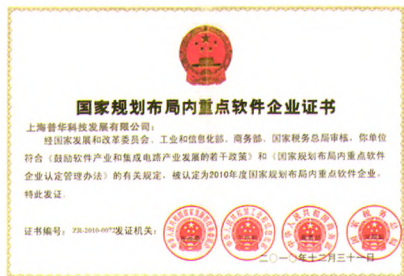 国家规划布局内重点软件企业证书
上海普华科技发展有限公司：
经国家发展和改革委员会、工业和信息化部、商务部、国家税务总局审核，你单位
符合《鼓励软件产业和集成电路产业发展的若干政策》和《国家规划布局内重点软件
企业认定管理办法》的有关规定，被认定为2010年度国家规划布局内重点软件企业，
特此发证。
证书编号：ZR-2010-0072 发证机关：
二〇一〇年十二月三十一日